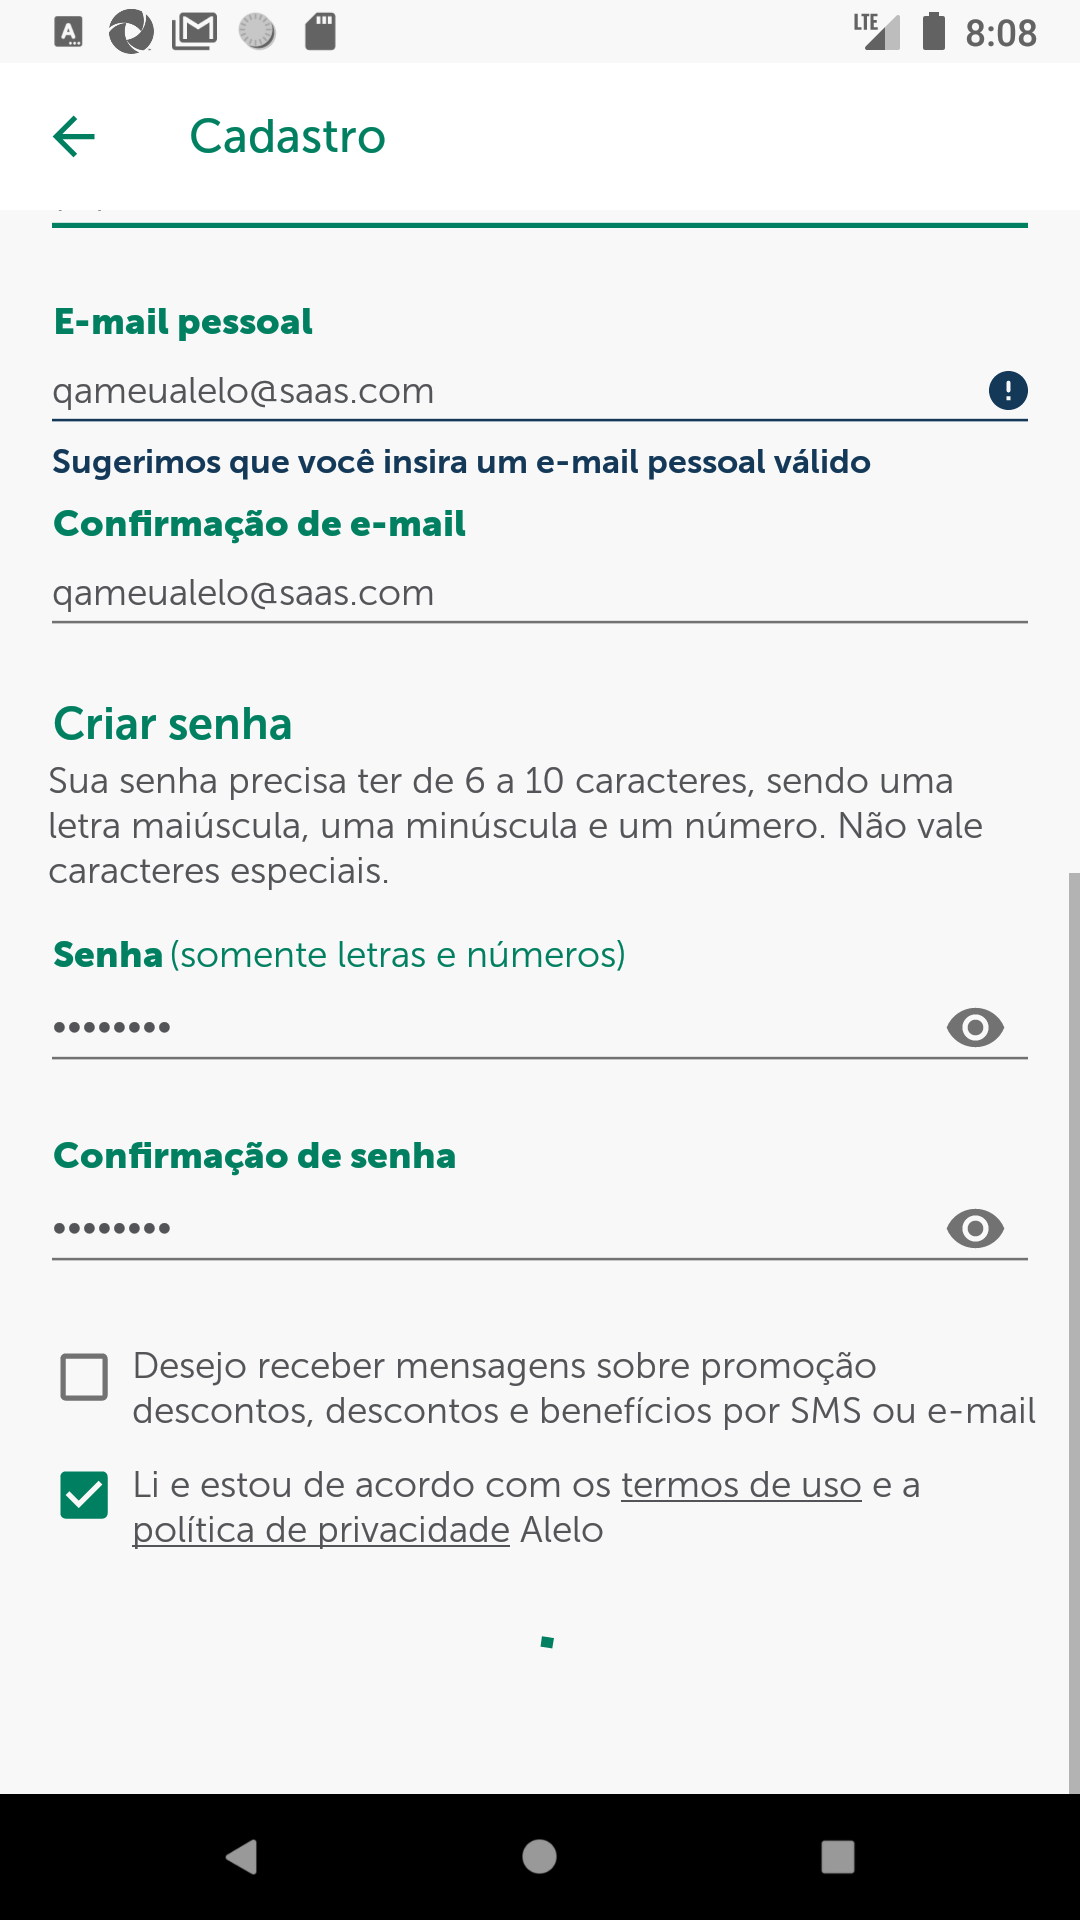 LTE 8:08
Cadastro
E-mail pessoal
qameualelo@saas.com
Sugerimos que você insira um e-mail pessoal válido
Confirmação de e-mail
qameualelo@saas.com
Criar senha
Sua senha precisa ter de 6 a 10 caracteres, sendo uma
letra maiúscula, uma minúscula e um número. Não vale
caracteres especiais.
Senha (somente letras e números)
••••••••
Confirmação de senha
••••••••
Desejo receber mensagens sobre promoção
descontos, descontos e benefícios por SMS ou e-mail
Li e estou de acordo com os termos de uso e a
política de privacidade Alelo